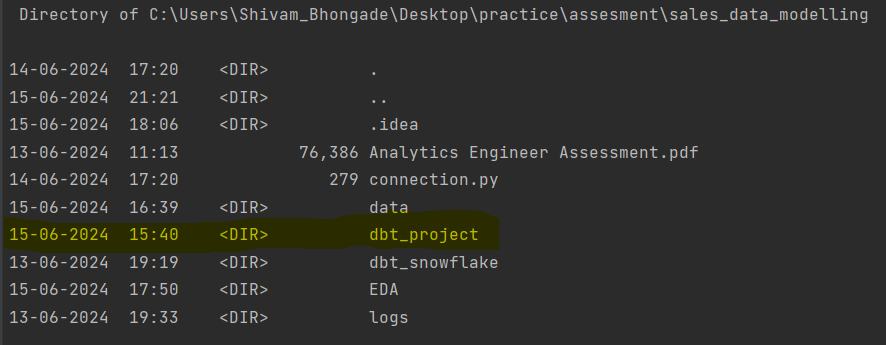 Directory of C:\Users\Shivam_Bhongade\Desktop\practice\assesment\sales_data_modelling
14-06-2024  17:20    <DIR>          .
15-06-2024  21:21    <DIR>          ..
15-06-2024  18:06    <DIR>          .idea
13-06-2024  11:13            76,386 Analytics Engineer Assessment.pdf
14-06-2024  17:20               279 connection.py
15-06-2024  16:39    <DIR>          data
15-06-2024  15:40    <DIR>          dbt_project
13-06-2024  19:19    <DIR>          dbt_snowflake
15-06-2024  17:50    <DIR>          EDA
13-06-2024  19:33    <DIR>          logs